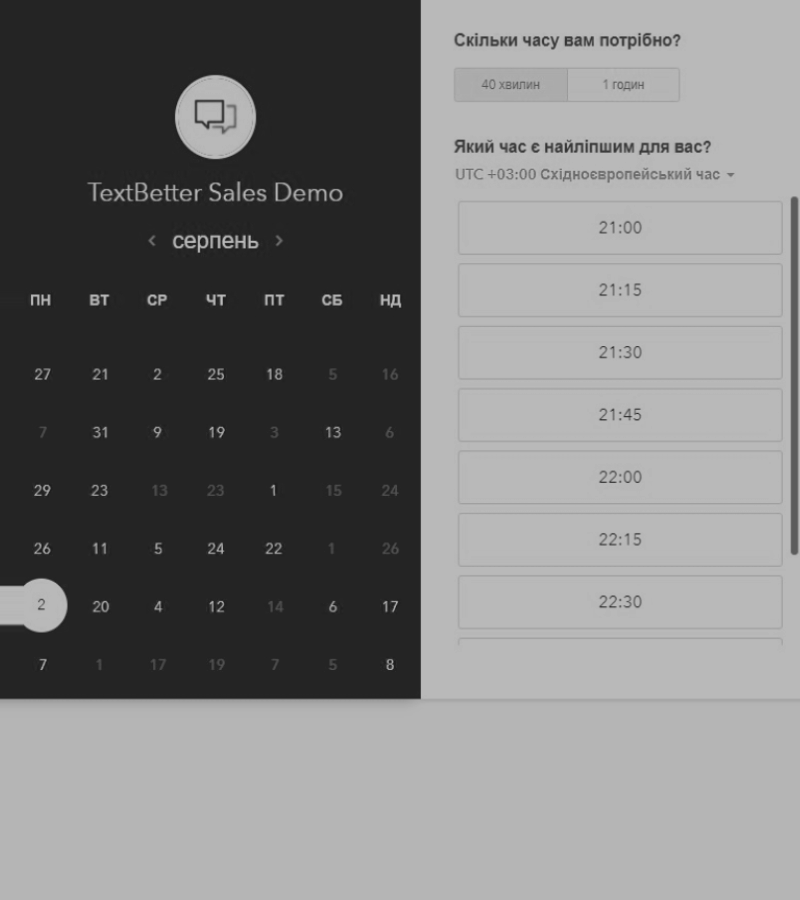 TextBetter Sales Demo
серпень
ПН ВТ СР ЧТ ПТ СБ НД
27 21 2 25 18 5 16
7 31 9 19 3 13 6
29 23 13 23 1 15 24
26 11 5 24 22 1 26
2 20 4 12 14 6 17
7 1 17 19 7 5 8
Скільки часу вам потрібно?
40 хвилин 1 годин
Який час є найліпшим для вас?
UTC +03:00 Східноєвропейський час
21:00
21:15
21:30
21:45
22:00
22:15
22:30